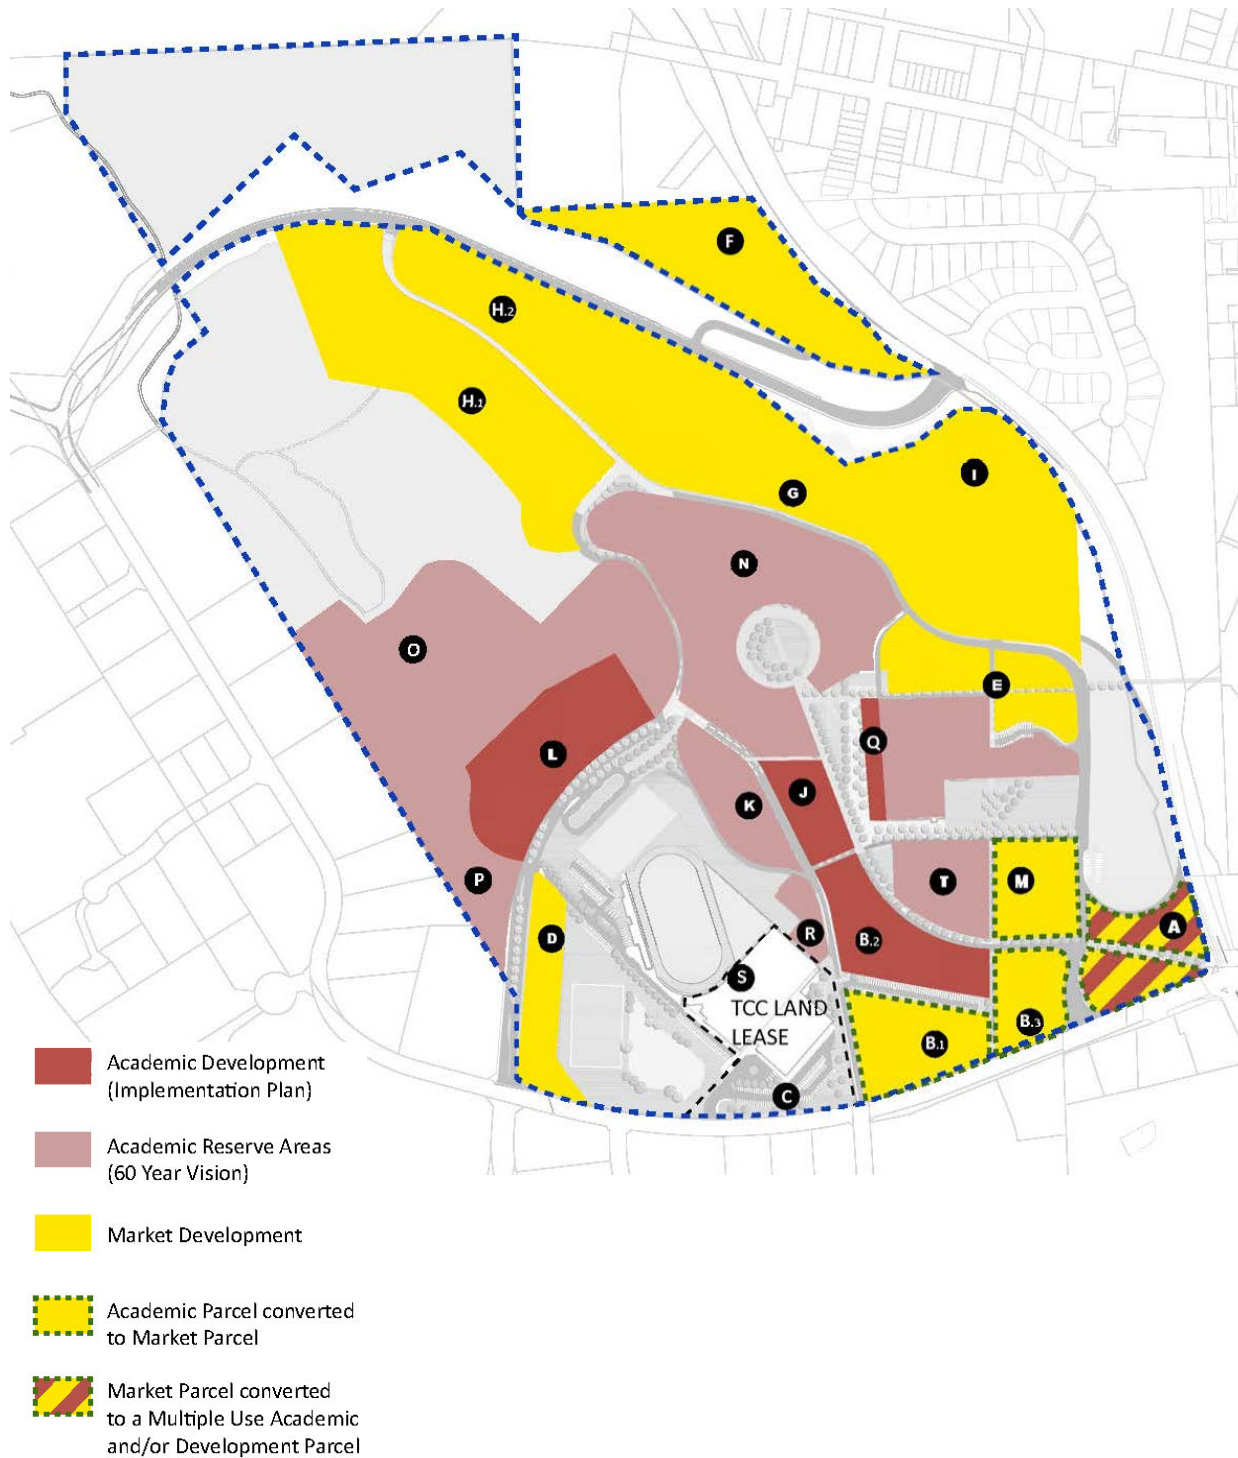 F
H.2
H.1
I
G
N
O
E
Q
L
J
K
P
T
M
A
D
R
B.2
S
TCC LAND
LEASE
B.3
B.1
C
Academic Development
(Implementation Plan)
Academic Reserve Areas
(60 Year Vision)
Market Development
Academic Parcel converted
to Market Parcel
Market Parcel converted
to a Multiple Use Academic
and/or Development Parcel